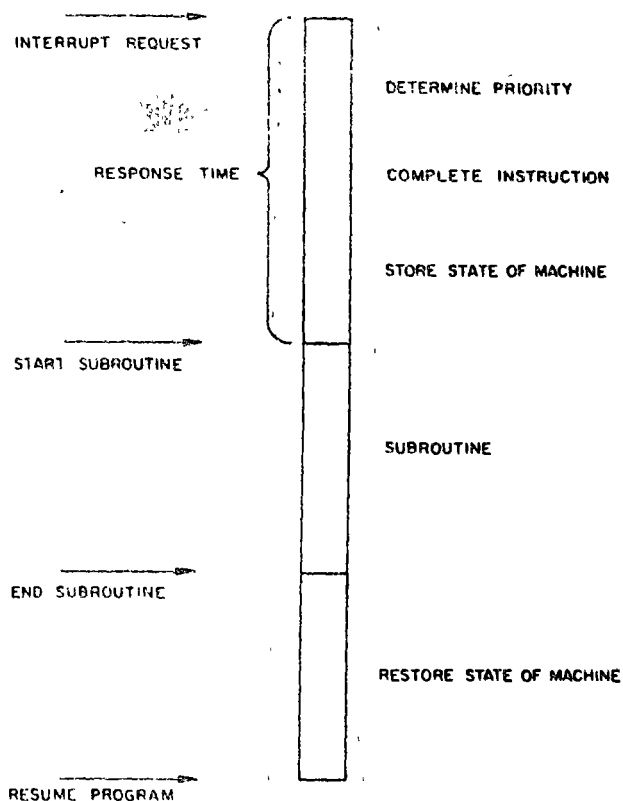 INTERRUPT REQUEST
DETERMINE PRIORITY
RESPONSE TIME
COMPLETE INSTRUCTION
STORE STATE OF MACHINE
START SUBROUTINE
SUBROUTINE
END SUBROUTINE
RESTORE STATE OF MACHINE
RESUME PROGRAM